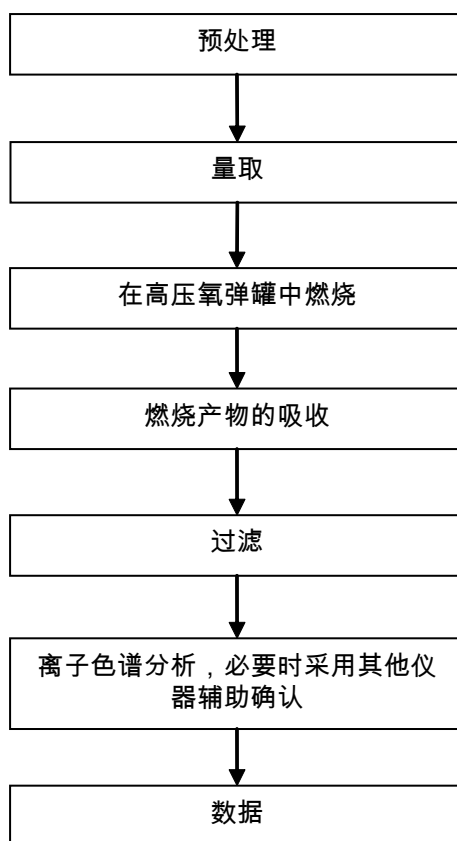 预处理
量取
在高压氧弹罐中燃烧
燃烧产物的吸收
过滤
离子色谱分析，必要时采用其他仪
器辅助确认
数据